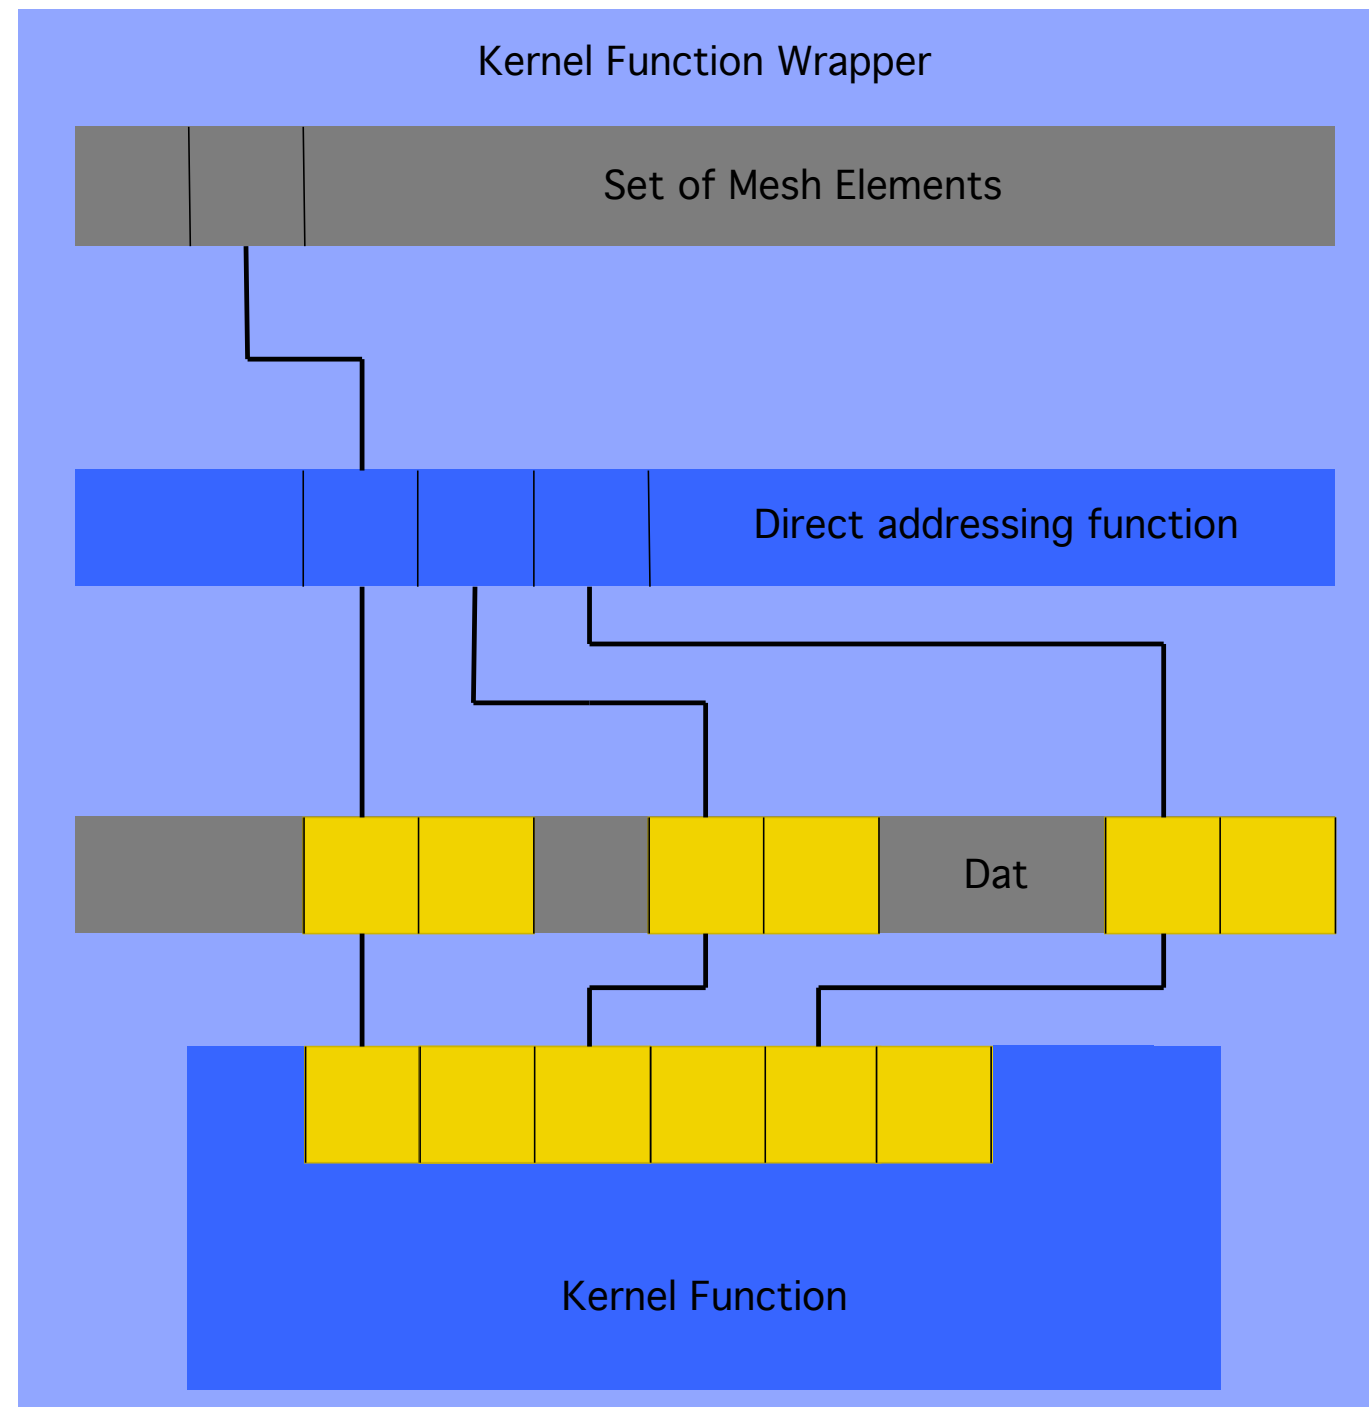 Kernel Function Wrapper
Set of Mesh Elements
Direct addressing function
Dat
Kernel Function